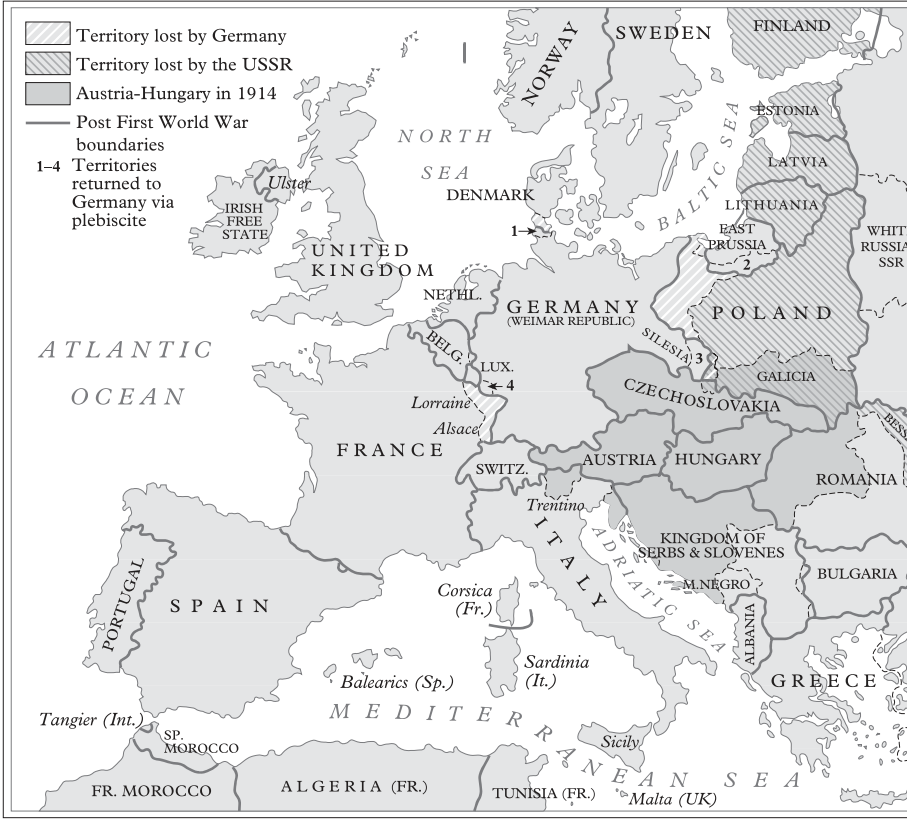 Territory lost by Germany
Territory lost by the USSR
Austria-Hungary in 1914
Post First World War
boundaries
1–4 Territories
returned to
Germany via
plebiscite
NORWAY
SWEDEN
FINLAND
NORTH
SEA
ESTONIA
LATVIA
LITHUANIA
BALTIC SEA
Ulster
IRISH
FREE
STATE
UNITED
KINGDOM
DENMARK
1
EAST
PRUSSIA
2
WHIT
RUSSIA
SSR
NETHL.
GERMANY
(WEIMAR REPUBLIC)
POLAND
BELG.
LUX.
4
SILESIA
3
GALICIA
ATLANTIC
OCEAN
Lorraine
Alsace
CZECHOSLOVAKIA
BESS
FRANCE
SWITZ.
AUSTRIA
HUNGARY
ROMANIA
Trentino
ITALY
ADRIATIC SEA
KINGDOM OF
SERBS & SLOVENES
M.NEGRO
BULGARIA
ALBANIA
GREECE
PORTUGAL
SPAIN
Corsica
(Fr.)
Sardinia
(It.)
Balearics (Sp.)
MEDITERRANEAN SEA
Tangier (Int.)
SP.
MOROCCO
Sicily
FR. MOROCCO
ALGERIA (FR.)
TUNISIA (FR.)
Malta (UK)